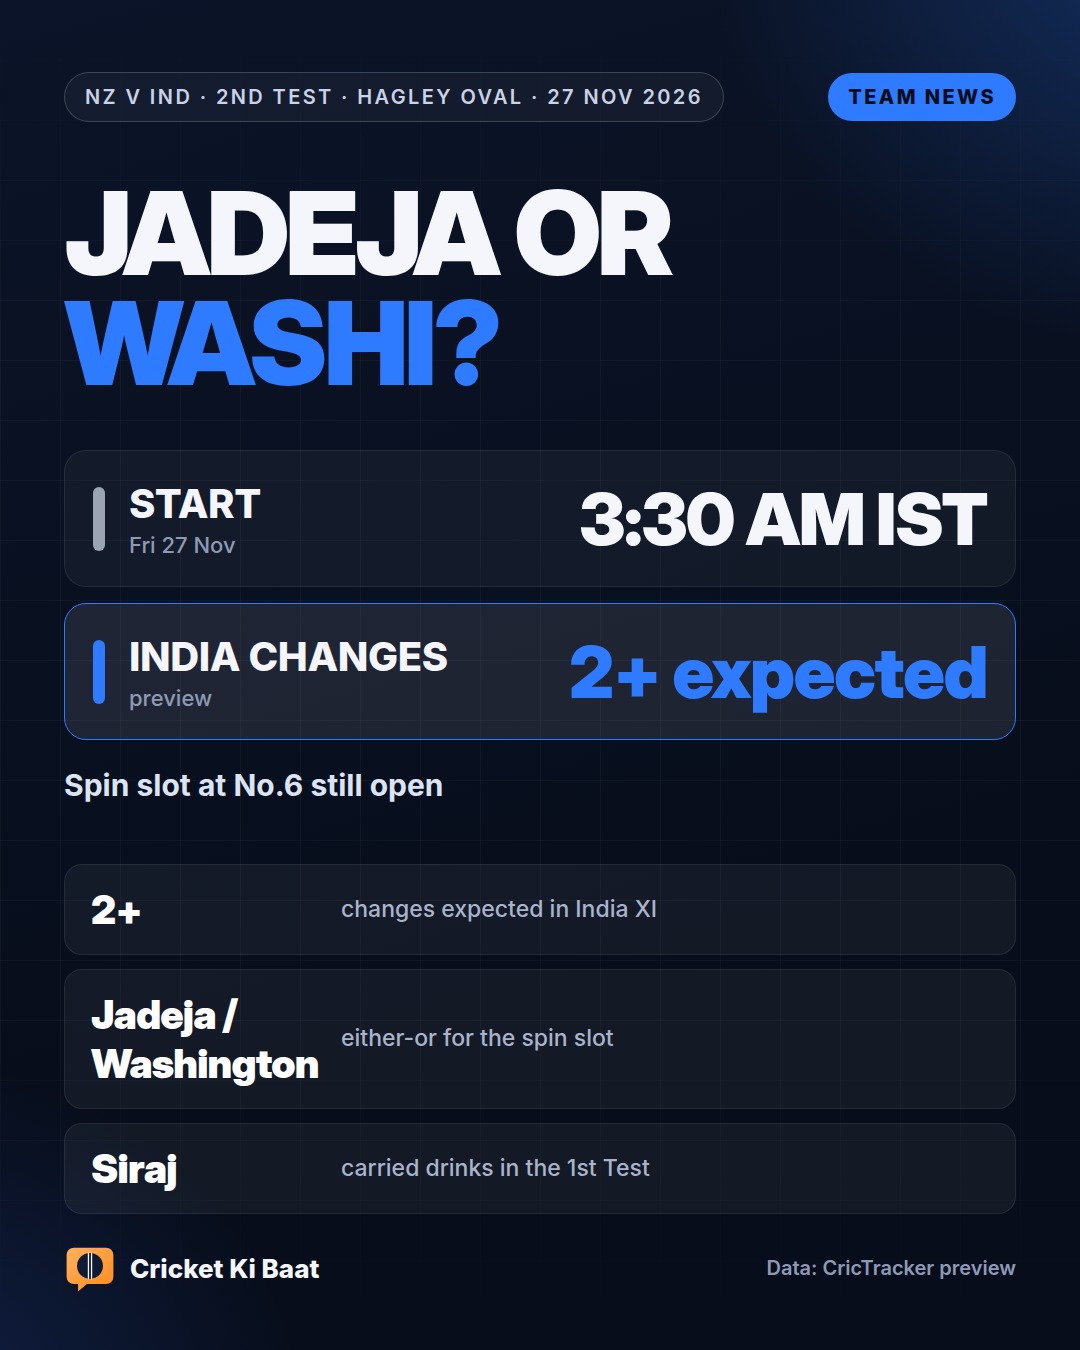 NZ V IND · 2ND TEST · HAGLEY OVAL · 27 NOV 2026
TEAM NEWS
JADEJA OR
WASHI?
START
Fri 27 Nov
3:30 AM IST
INDIA CHANGES
preview
2+ expected
Spin slot at No.6 still open
2+
changes expected in India XI
Jadeja /
Washington
either-or for the spin slot
Siraj
carried drinks in the 1st Test
Cricket Ki Baat
Data: CricTracker preview